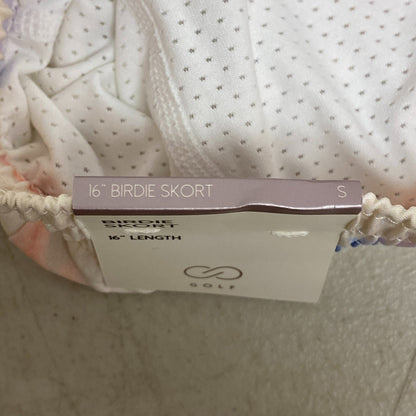 16" BIRDIE SKORT S
BIRDIE
SKORT
16" LENGTH
GOLF